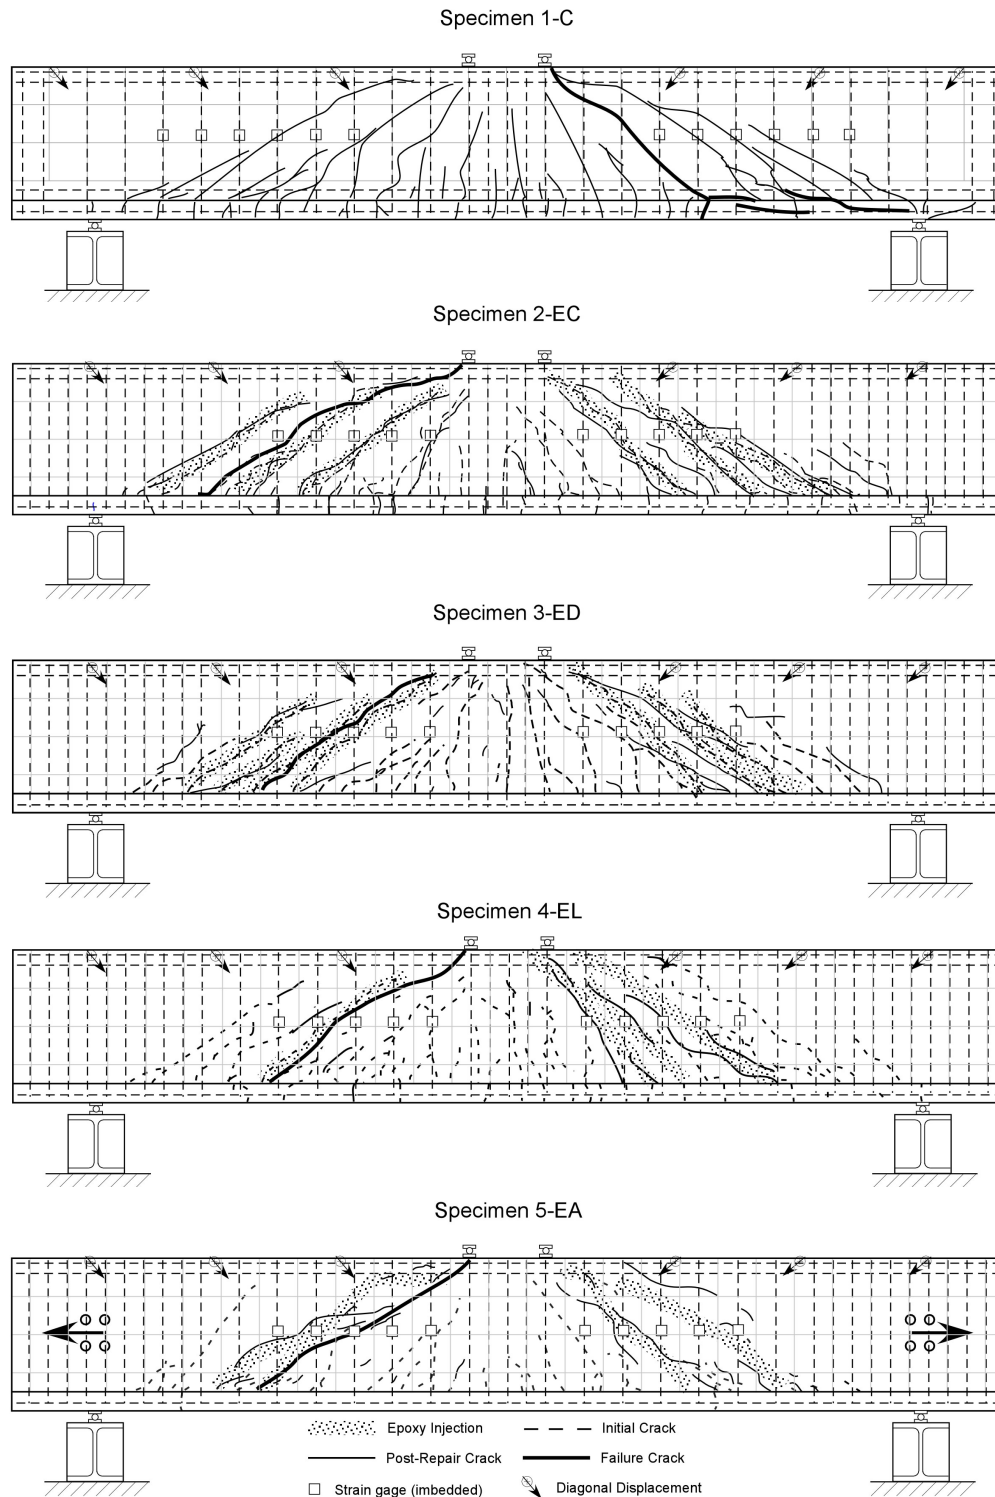 Specimen 1-C
Specimen 2-EC
Specimen 3-ED
Specimen 4-EL
Specimen 5-EA
Epoxy Injection
Initial Crack
Post-Repair Crack
Failure Crack
Strain gage (imbedded)
Diagonal Displacement